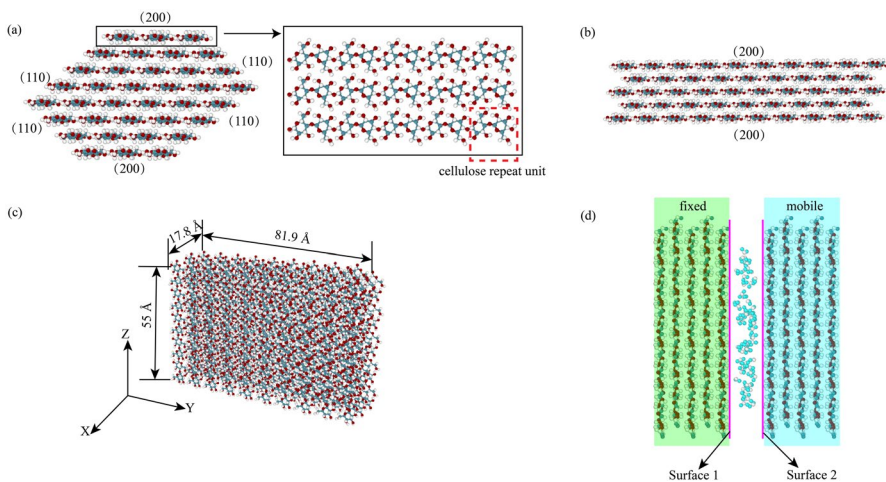 (a)
(200)
(110)
(110)
(110)
(110)
(200)
cellulose repeat unit
(b)
(200)
(200)
(c)
17.8 Å
81.9 Å
55 Å
Z
Y
X
(d)
fixed
mobile
Surface 1
Surface 2